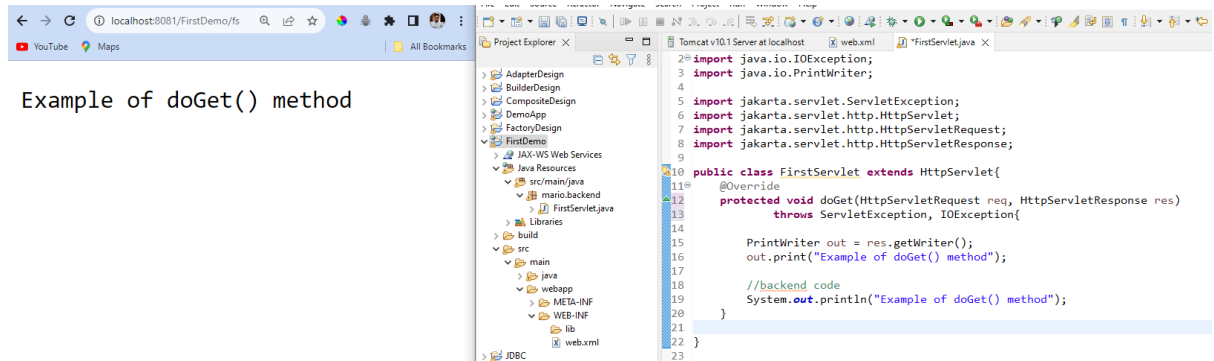 localhost:8081/FirstDemo/fs
YouTube
Maps
All Bookmarks
Example of doGet() method
Project Explorer
AdapterDesign
BuilderDesign
CompositeDesign
DemoApp
FactoryDesign
FirstDemo
JAX-WS Web Services
Java Resources
src/main/java
mario.backend
FirstServlet.java
Libraries
build
src
main
java
webapp
META-INF
WEB-INF
lib
web.xml
JDBC
Tomcat v10.1 Server at localhost
web.xml
*FirstServlet.java
2 import java.io.IOException;
3 import java.io.PrintWriter;
4
5 import jakarta.servlet.ServletException;
6 import jakarta.servlet.http.HttpServlet;
7 import jakarta.servlet.http.HttpServletRequest;
8 import jakarta.servlet.http.HttpServletResponse;
9
10 public class FirstServlet extends HttpServlet{
11 @Override
12 protected void doGet(HttpServletRequest req, HttpServletResponse res)
13 throws ServletException, IOException{
14
15 PrintWriter out = res.getWriter();
16 out.print("Example of doGet() method");
17
18 //backend code
19 System.out.println("Example of doGet() method");
20 }
21
22 }
23